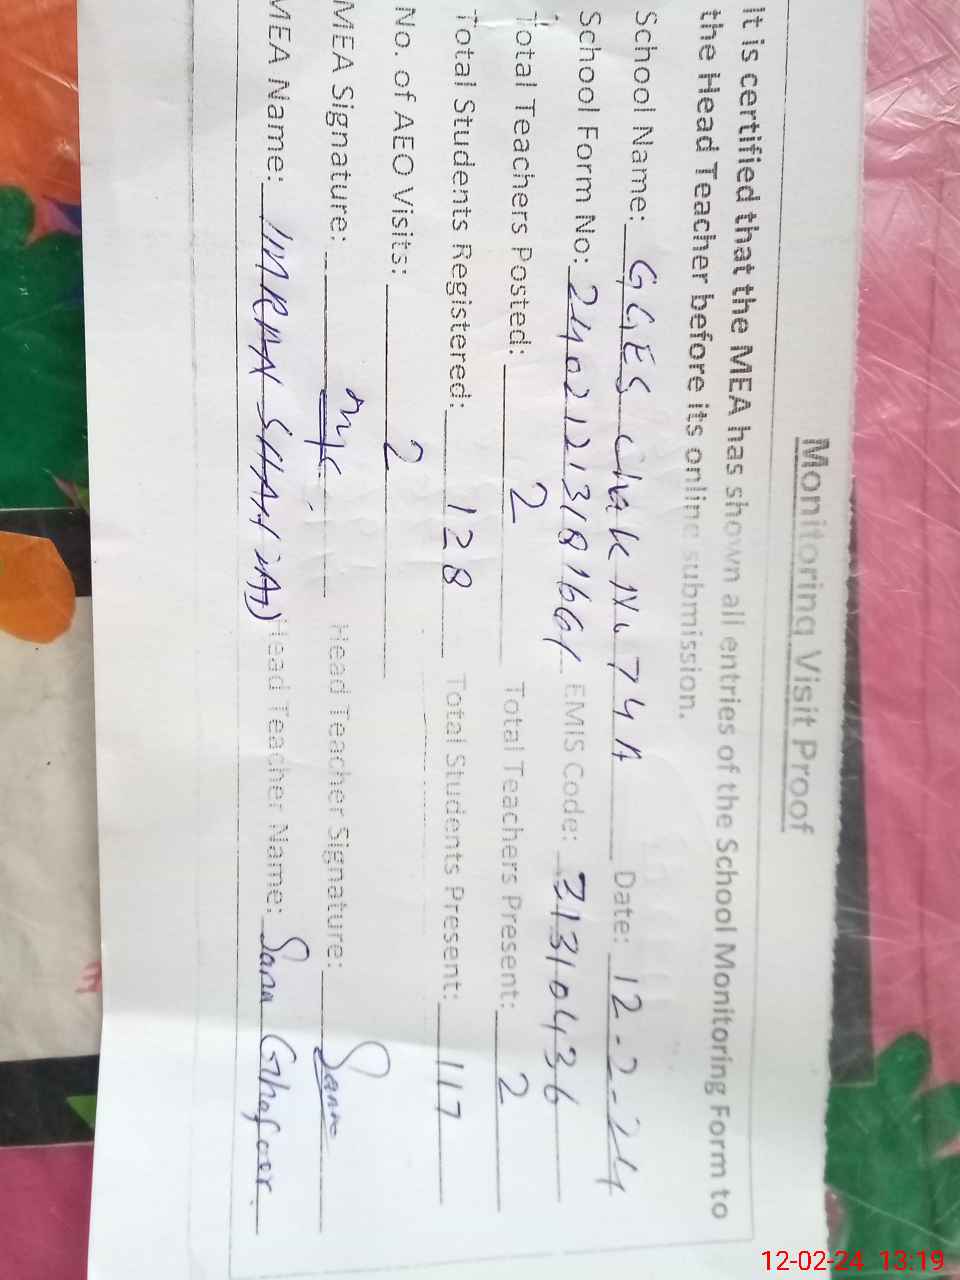 Monitoring Visit Proof
It is certified that the MEA has shown all entries of the School Monitoring Form to
the Head Teacher before its online submission.
School Name: GGES Chak No 74A Date: 12-2-24
School Form No: EMIS Code: 31310436
Total Teachers Posted: 2 Total Teachers Present: 2
Total Students Registered: 128 Total Students Present: 117
No. of AEO Visits: 2
MEA Signature: Head Teacher Signature: Sana
MEA Name: IMRAN SHAHZAD Head Teacher Name: Sana Ghafoor
12-02-24 13:19